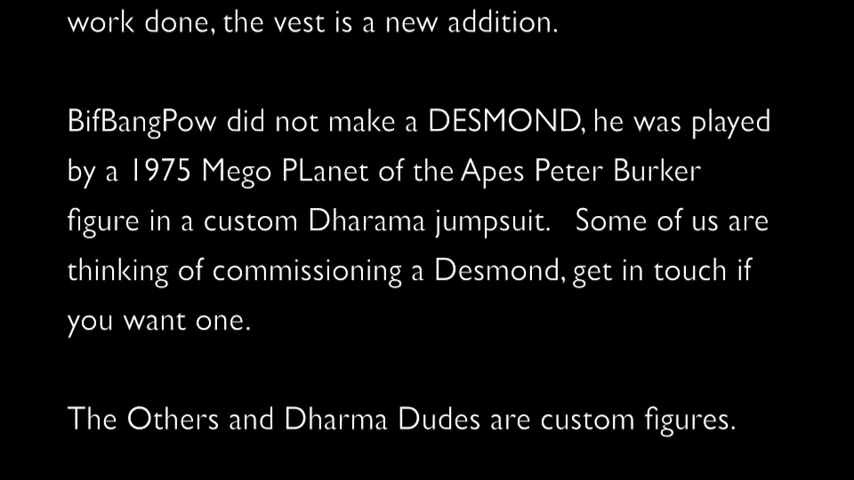 work done, the vest is a new addition.
BifBangPow did not make a DESMOND, he was played
by a 1975 Mego PLanet of the Apes Peter Burker
figure in a custom Dharama jumpsuit. Some of us are
thinking of commissioning a Desmond, get in touch if
you want one.
The Others and Dharma Dudes are custom figures.